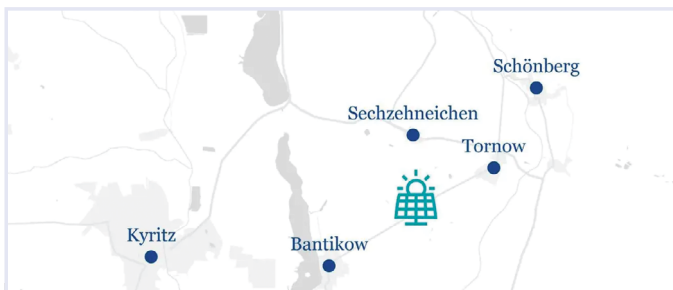 Schönberg
Sechzehneichen
Tornow
Kyritz
Bantikow